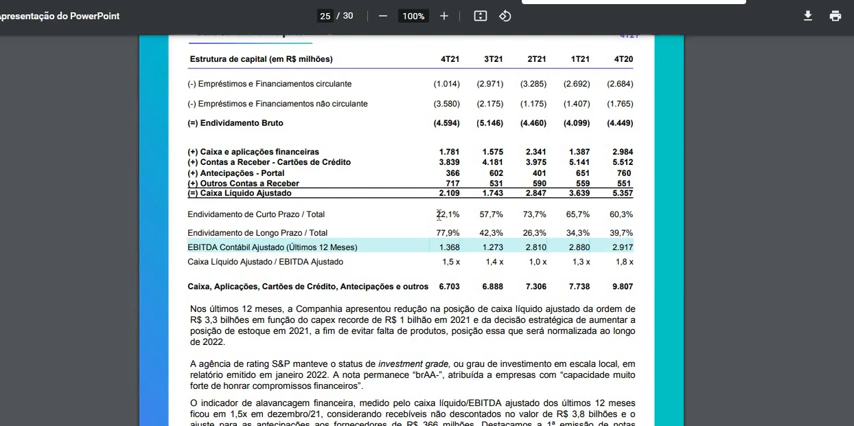 presentação do PowerPoint
25 / 30
100%
4T21
Estrutura de capital (em R$ milhões) 4T21 3T21 2T21 1T21 4T20
(-) Empréstimos e Financiamentos circulante (1.014) (2.971) (3.285) (2.692) (2.684)
(-) Empréstimos e Financiamentos não circulante (3.580) (2.175) (1.175) (1.407) (1.765)
(=) Endividamento Bruto (4.594) (5.146) (4.460) (4.099) (4.449)
(+) Caixa e aplicações financeiras 1.781 1.575 2.341 1.387 2.984
(+) Contas a Receber - Cartões de Crédito 3.839 4.181 3.975 5.141 5.512
(+) Antecipações - Portal 366 602 401 651 760
(+) Outros Contas a Receber 717 531 590 559 551
(=) Caixa Líquido Ajustado 2.109 1.743 2.847 3.639 5.357
Endividamento de Curto Prazo / Total 22,1% 57,7% 73,7% 65,7% 60,3%
Endividamento de Longo Prazo / Total 77,9% 42,3% 26,3% 34,3% 39,7%
EBITDA Contábil Ajustado (Últimos 12 Meses) 1.368 1.273 2.810 2.880 2.917
Caixa Líquido Ajustado / EBITDA Ajustado 1,5 x 1,4 x 1,0 x 1,3 x 1,8 x
Caixa, Aplicações, Cartões de Crédito, Antecipações e outros 6.703 6.888 7.306 7.738 9.807
Nos últimos 12 meses, a Companhia apresentou redução na posição de caixa líquido ajustado da ordem de
R$ 3,3 bilhões em função do capex recorde de R$ 1 bilhão em 2021 e da decisão estratégica de aumentar a
posição de estoque em 2021, a fim de evitar falta de produtos, posição essa que será normalizada ao longo
de 2022.
A agência de rating S&P manteve o status de investment grade, ou grau de investimento em escala local, em
relatório emitido em janeiro 2022. A nota permanece “brAA-”, atribuída a empresas com “capacidade muito
forte de honrar compromissos financeiros”.
O indicador de alavancagem financeira, medido pelo caixa líquido/EBITDA ajustado dos últimos 12 meses
ficou em 1,5x em dezembro/21, considerando recebíveis não descontados no valor de R$ 3,8 bilhões e o
ajuste para as antecipações aos fornecedores de R$ 366 milhões. Destacamos a 1ª emissão de notas